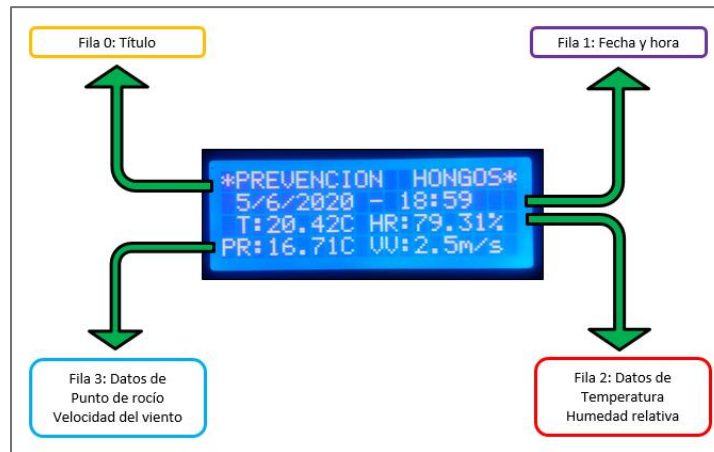 Fila 0: Título
Fila 1: Fecha y hora
*PREVENCION HONGOS*
5/6/2020 - 18:59
T:20.42C HR:79.31%
PR:16.71C VV:2.5m/s
Fila 3: Datos de
Punto de rocío
Velocidad del viento
Fila 2: Datos de
Temperatura
Humedad relativa